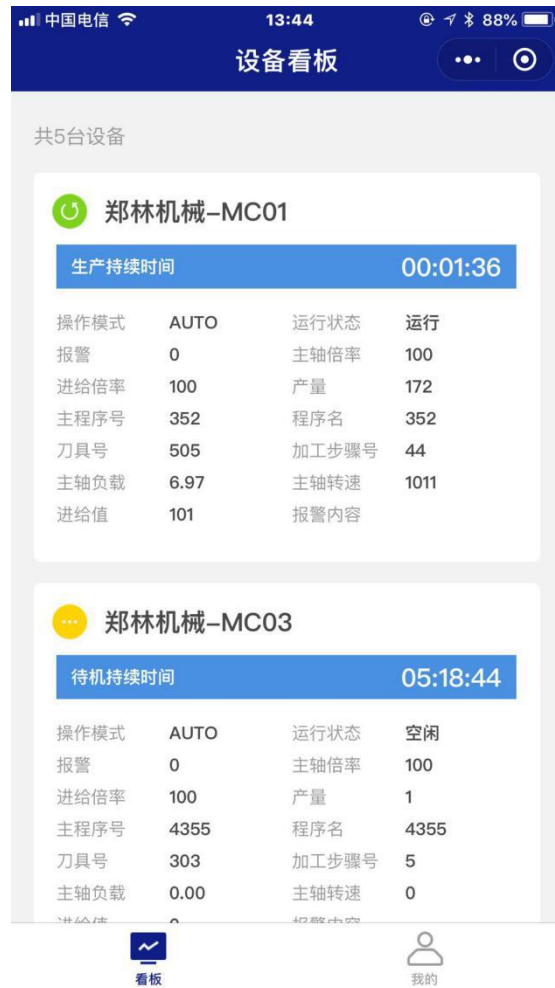 中国电信 13:44 88%
设备看板
共5台设备
郑林机械-MC01
生产持续时间 00:01:36
操作模式 AUTO 运行状态 运行
报警 0 主轴倍率 100
进给倍率 100 产量 172
主程序号 352 程序名 352
刀具号 505 加工步骤号 44
主轴负载 6.97 主轴转速 1011
进给值 101 报警内容
郑林机械-MC03
待机持续时间 05:18:44
操作模式 AUTO 运行状态 空闲
报警 0 主轴倍率 100
进给倍率 100 产量 1
主程序号 4355 程序名 4355
刀具号 303 加工步骤号 5
主轴负载 0.00 主轴转速 0
进给值 0 报警内容
看板 我的